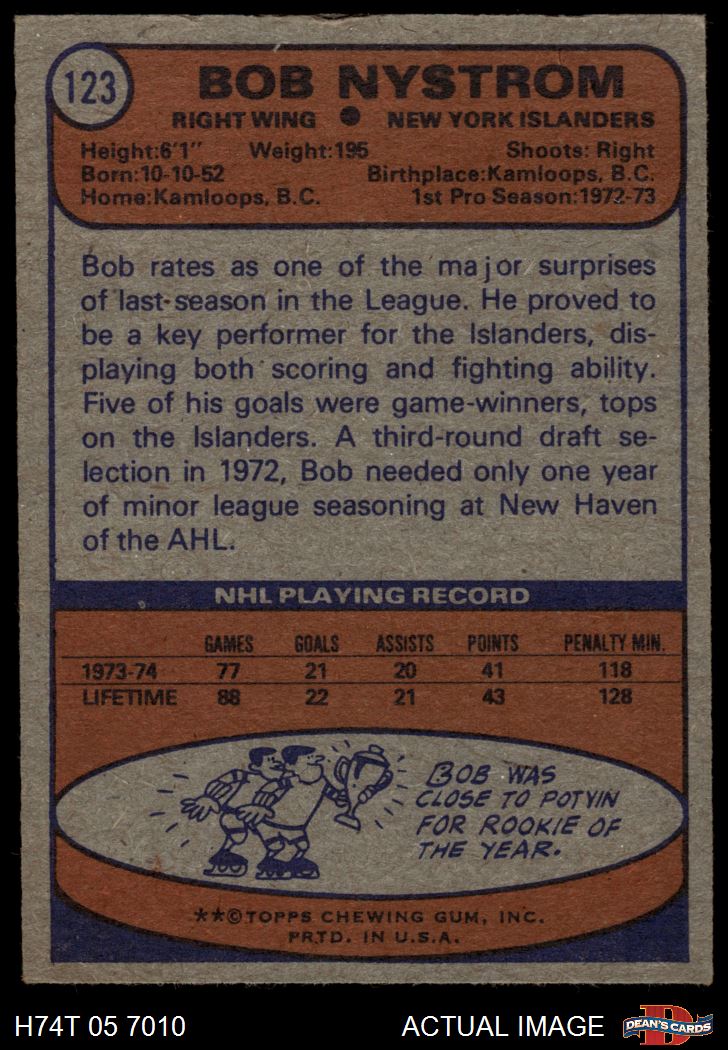 123
BOB NYSTROM
RIGHT WING ● NEW YORK ISLANDERS
Height:6'1" Weight:195 Shoots: Right
Born:10-10-52 Birthplace:Kamloops, B.C.
Home:Kamloops, B.C. 1st Pro Season:1972-73
Bob rates as one of the major surprises
of last season in the League. He proved to
be a key performer for the Islanders, dis-
playing both scoring and fighting ability.
Five of his goals were game-winners, tops
on the Islanders. A third-round draft se-
lection in 1972, Bob needed only one year
of minor league seasoning at New Haven
of the AHL.
NHL PLAYING RECORD
GAMES GOALS ASSISTS POINTS PENALTY MIN.
1973-74 77 21 20 41 118
LIFETIME 88 22 21 43 128
BOB WAS
CLOSE TO POTYIN
FOR ROOKIE OF
THE YEAR.
**©TOPPS CHEWING GUM, INC.
PRTD. IN U.S.A.
H74T 05 7010 ACTUAL IMAGE D DEAN'S CARDS